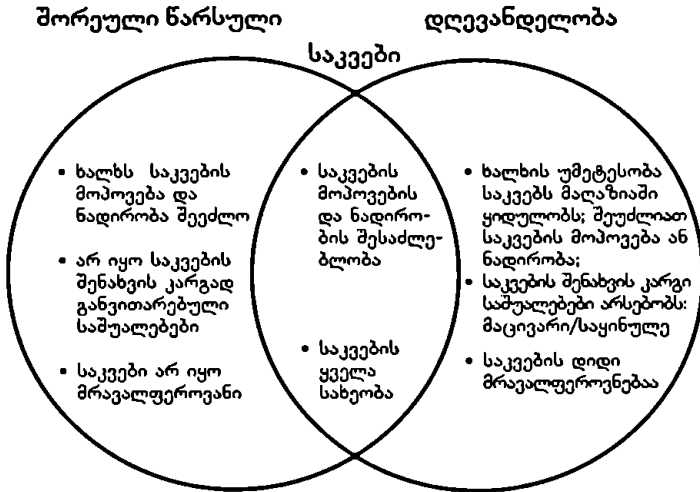 შორეული წარსული
დღევანდელობა
საკვები
• ხალხს საკვების
მოპოვება და
ნადირობა შეეძლო
• არ იყო საკვების
შენახვის კარგად
განვითარებული
საშუალებები
• საკვები არ იყო
მრავალფეროვანი
• საკვების
მოპოვების
და ნადირო-
ბის შესაძლე-
ბლობა
• საკვების
ყველა
სახეობა
• ხალხის უმეტესობა
საკვებს მაღაზიაში
ყიდულობს; შეუძლიათ
საკვების მოპოვება ან
ნადირობა;
• საკვების შენახვის კარგი
საშუალებები არსებობს:
მაცივარი/საყინულე
• საკვების დიდი
მრავალფეროვნებაა